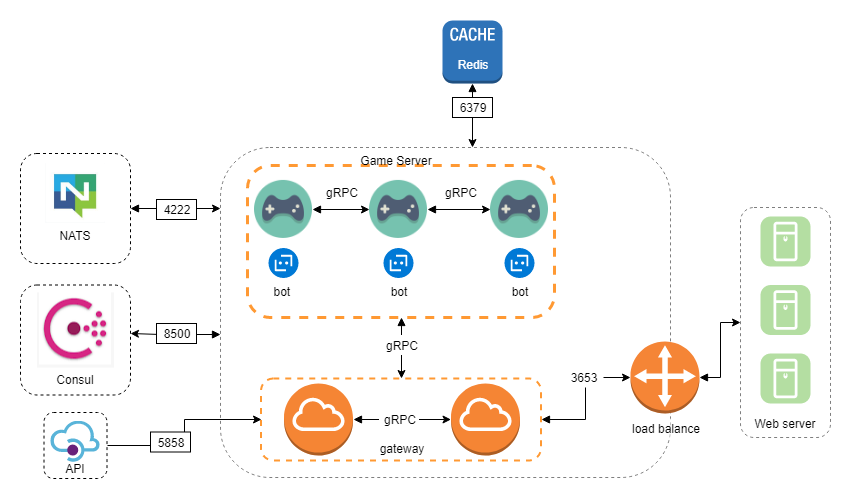 CACHE
Redis
6379
Game Server
gRPC
gRPC
NATS
4222
bot
bot
bot
8500
Consul
gRPC
3653
load balance
Web server
gRPC
gateway
5858
API